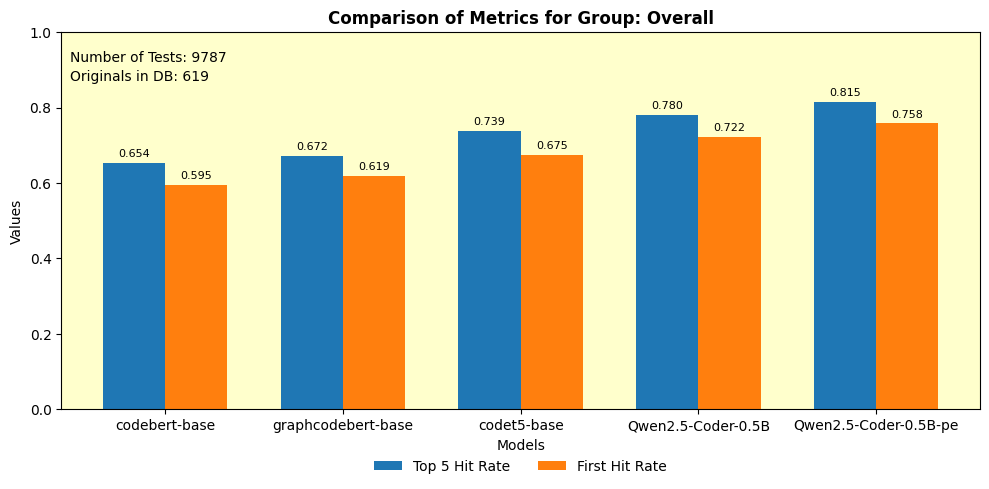 Comparison of Metrics for Group: Overall
Number of Tests: 9787
Originals in DB: 619
Values
1.0
0.8
0.6
0.4
0.2
0.0
0.654
0.595
0.672
0.619
0.739
0.675
0.780
0.722
0.815
0.758
codebert-base
graphcodebert-base
codet5-base
Qwen2.5-Coder-0.5B
Qwen2.5-Coder-0.5B-pe
Models
Top 5 Hit Rate
First Hit Rate